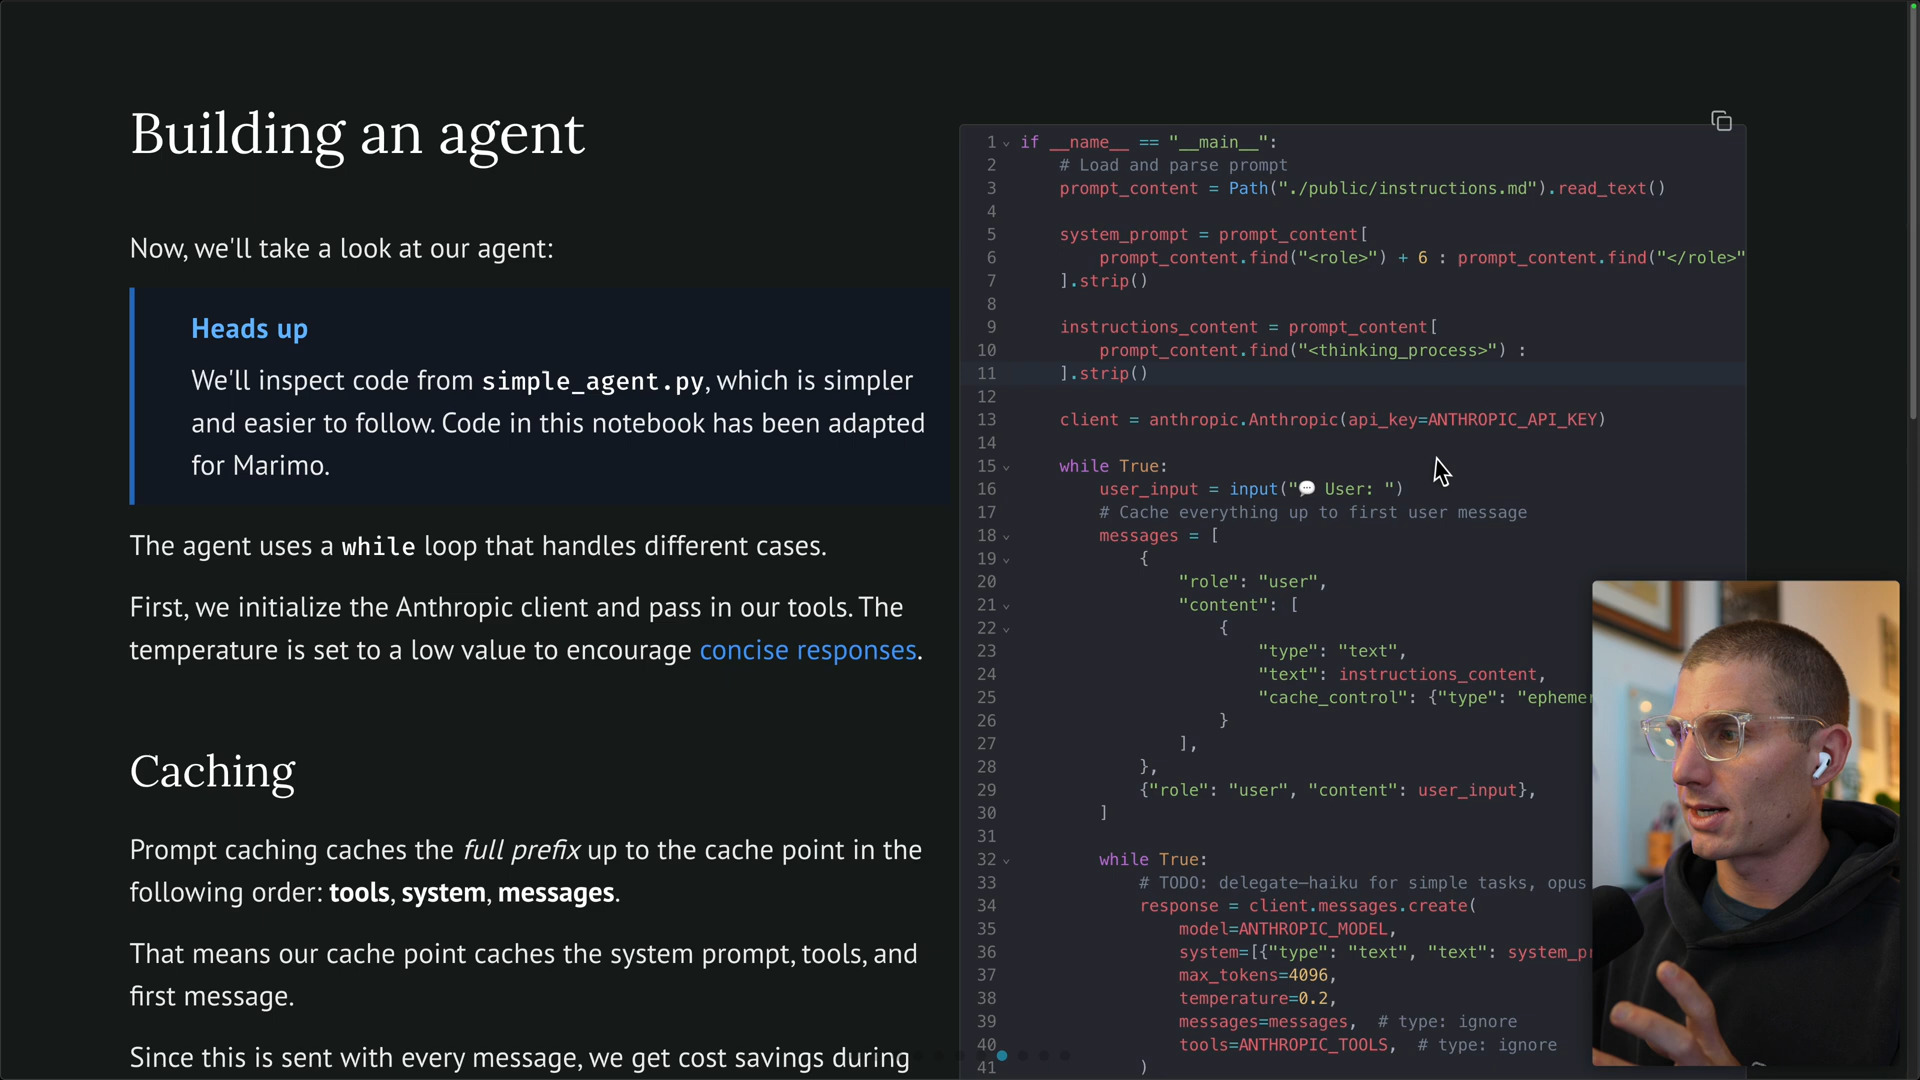 Building an agent
Now, we'll take a look at our agent:
Heads up
We'll inspect code from simple_agent.py, which is simpler
and easier to follow. Code in this notebook has been adapted
for Marimo.
The agent uses a while loop that handles different cases.
First, we initialize the Anthropic client and pass in our tools. The
temperature is set to a low value to encourage concise responses.
Caching
Prompt caching caches the full prefix up to the cache point in the
following order: tools, system, messages.
That means our cache point caches the system prompt, tools, and
first message.
Since this is sent with every message, we get cost savings during
1 if __name__ == "__main__":
2 # Load and parse prompt
3 prompt_content = Path("./public/instructions.md").read_text()
4
5 system_prompt = prompt_content[
6 prompt_content.find("<role>") + 6 : prompt_content.find("</role>"
7 ].strip()
8
9 instructions_content = prompt_content[
10 prompt_content.find("<thinking_process>") :
11 ].strip()
12
13 client = anthropic.Anthropic(api_key=ANTHROPIC_API_KEY)
14
15 while True:
16 user_input = input("💬 User: ")
17 # Cache everything up to first user message
18 messages = [
19 {
20 "role": "user",
21 "content": [
22 {
23 "type": "text",
24 "text": instructions_content,
25 "cache_control": {"type": "ephemer
26 }
27 ],
28 },
29 {"role": "user", "content": user_input},
30 ]
31
32 while True:
33 # TODO: delegate—haiku for simple tasks, opus
34 response = client.messages.create(
35 model=ANTHROPIC_MODEL,
36 system=[{"type": "text", "text": system_pr
37 max_tokens=4096,
38 temperature=0.2,
39 messages=messages, # type: ignore
40 tools=ANTHROPIC_TOOLS, # type: ignore
41 )